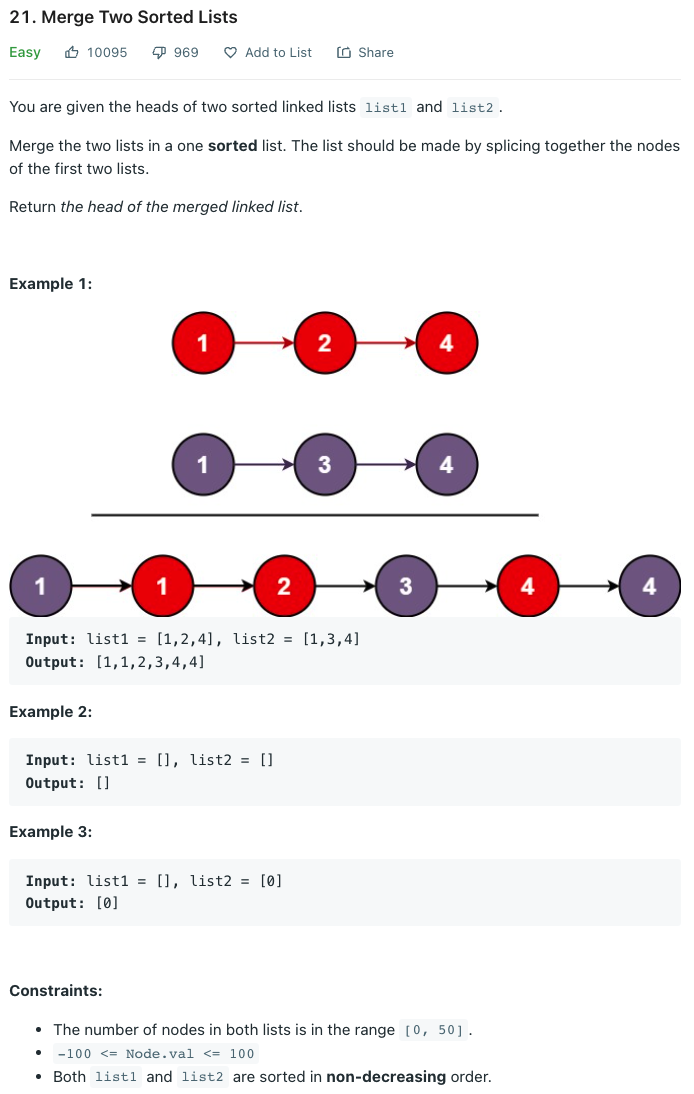 21. Merge Two Sorted Lists
Easy 10095 969 Add to List Share
You are given the heads of two sorted linked lists list1 and list2 .
Merge the two lists in a one sorted list. The list should be made by splicing together the nodes
of the first two lists.
Return the head of the merged linked list.
Example 1:
1 2 4
1 3 4
1 1 2 3 4 4
Input: list1 = [1,2,4], list2 = [1,3,4]
Output: [1,1,2,3,4,4]
Example 2:
Input: list1 = [], list2 = []
Output: []
Example 3:
Input: list1 = [], list2 = [0]
Output: [0]
Constraints:
• The number of nodes in both lists is in the range [0, 50] .
• -100 <= Node.val <= 100
• Both list1 and list2 are sorted in non-decreasing order.